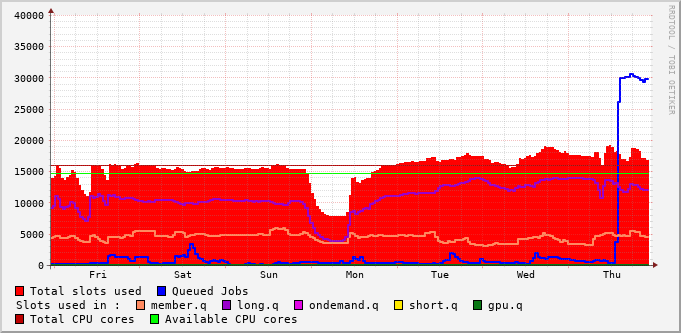 RRDTOOL / TOBI OETIKER
40000
35000
30000
25000
20000
15000
10000
5000
0
Fri Sat Sun Mon Tue Wed Thu
Total slots used Queued Jobs
Slots used in : member.q long.q ondemand.q short.q gpu.q
Total CPU cores Available CPU cores